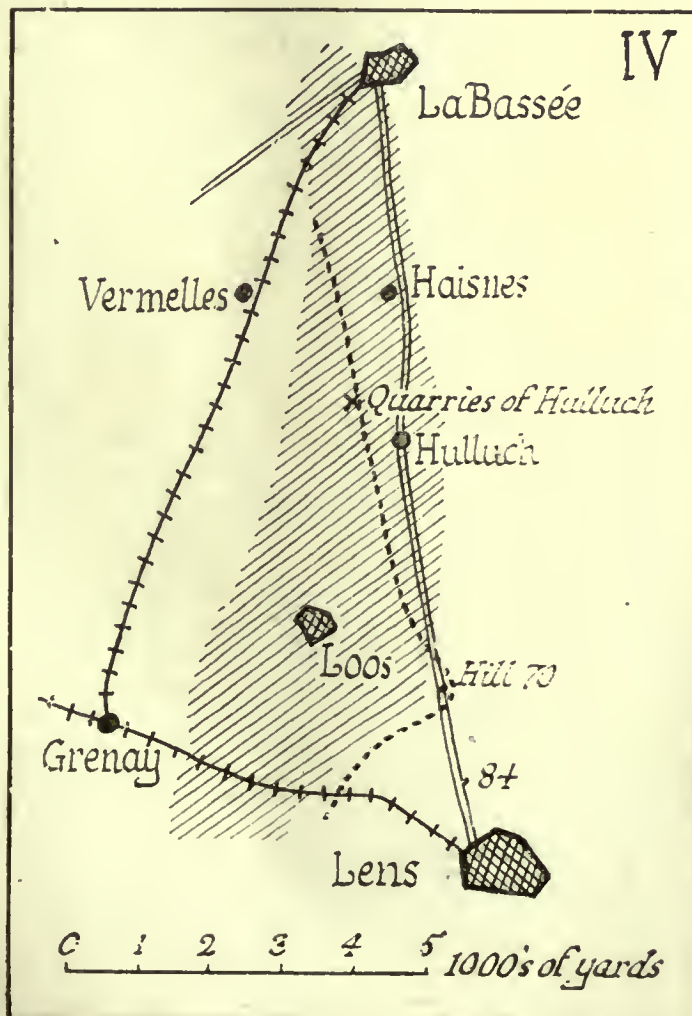 IV
La Bassée
Vermelles
Haisnes
Quarries of Hulluch
Hulluch
Loos
Hill 70
Grenay
84
Lens
0 1 2 3 4 5 1000's of yards